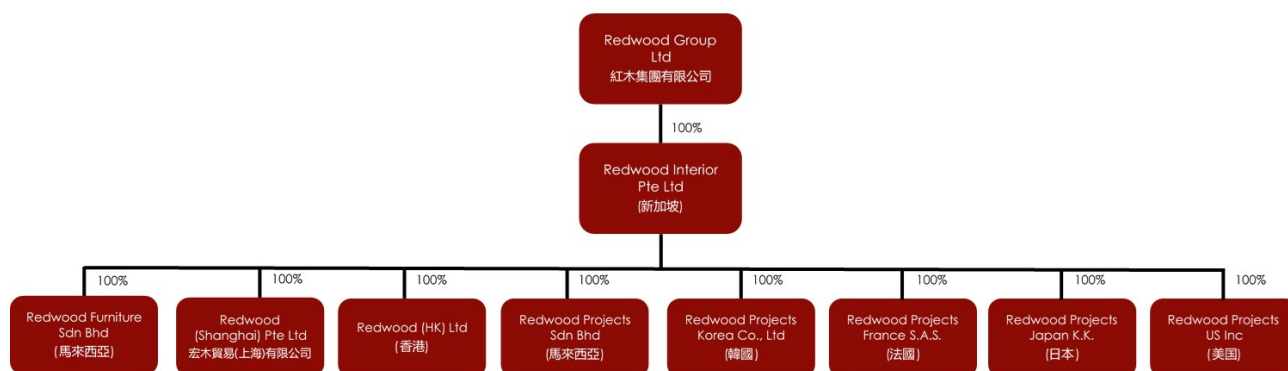 Redwood Group
Ltd
紅木集團有限公司
100%
Redwood Interior
Pte Ltd
(新加坡)
100%
100%
100%
100%
100%
100%
100%
100%
Redwood Furniture
Sdn Bhd
(馬來西亞)
Redwood
(Shanghai) Pte Ltd
宏木貿易(上海)有限公司
Redwood (HK) Ltd
(香港)
Redwood Projects
Sdn Bhd
(馬來西亞)
Redwood Projects
Korea Co., Ltd
(韓國)
Redwood Projects
France S.A.S.
(法國)
Redwood Projects
Japan K.K.
(日本)
Redwood Projects
US Inc
(美国)